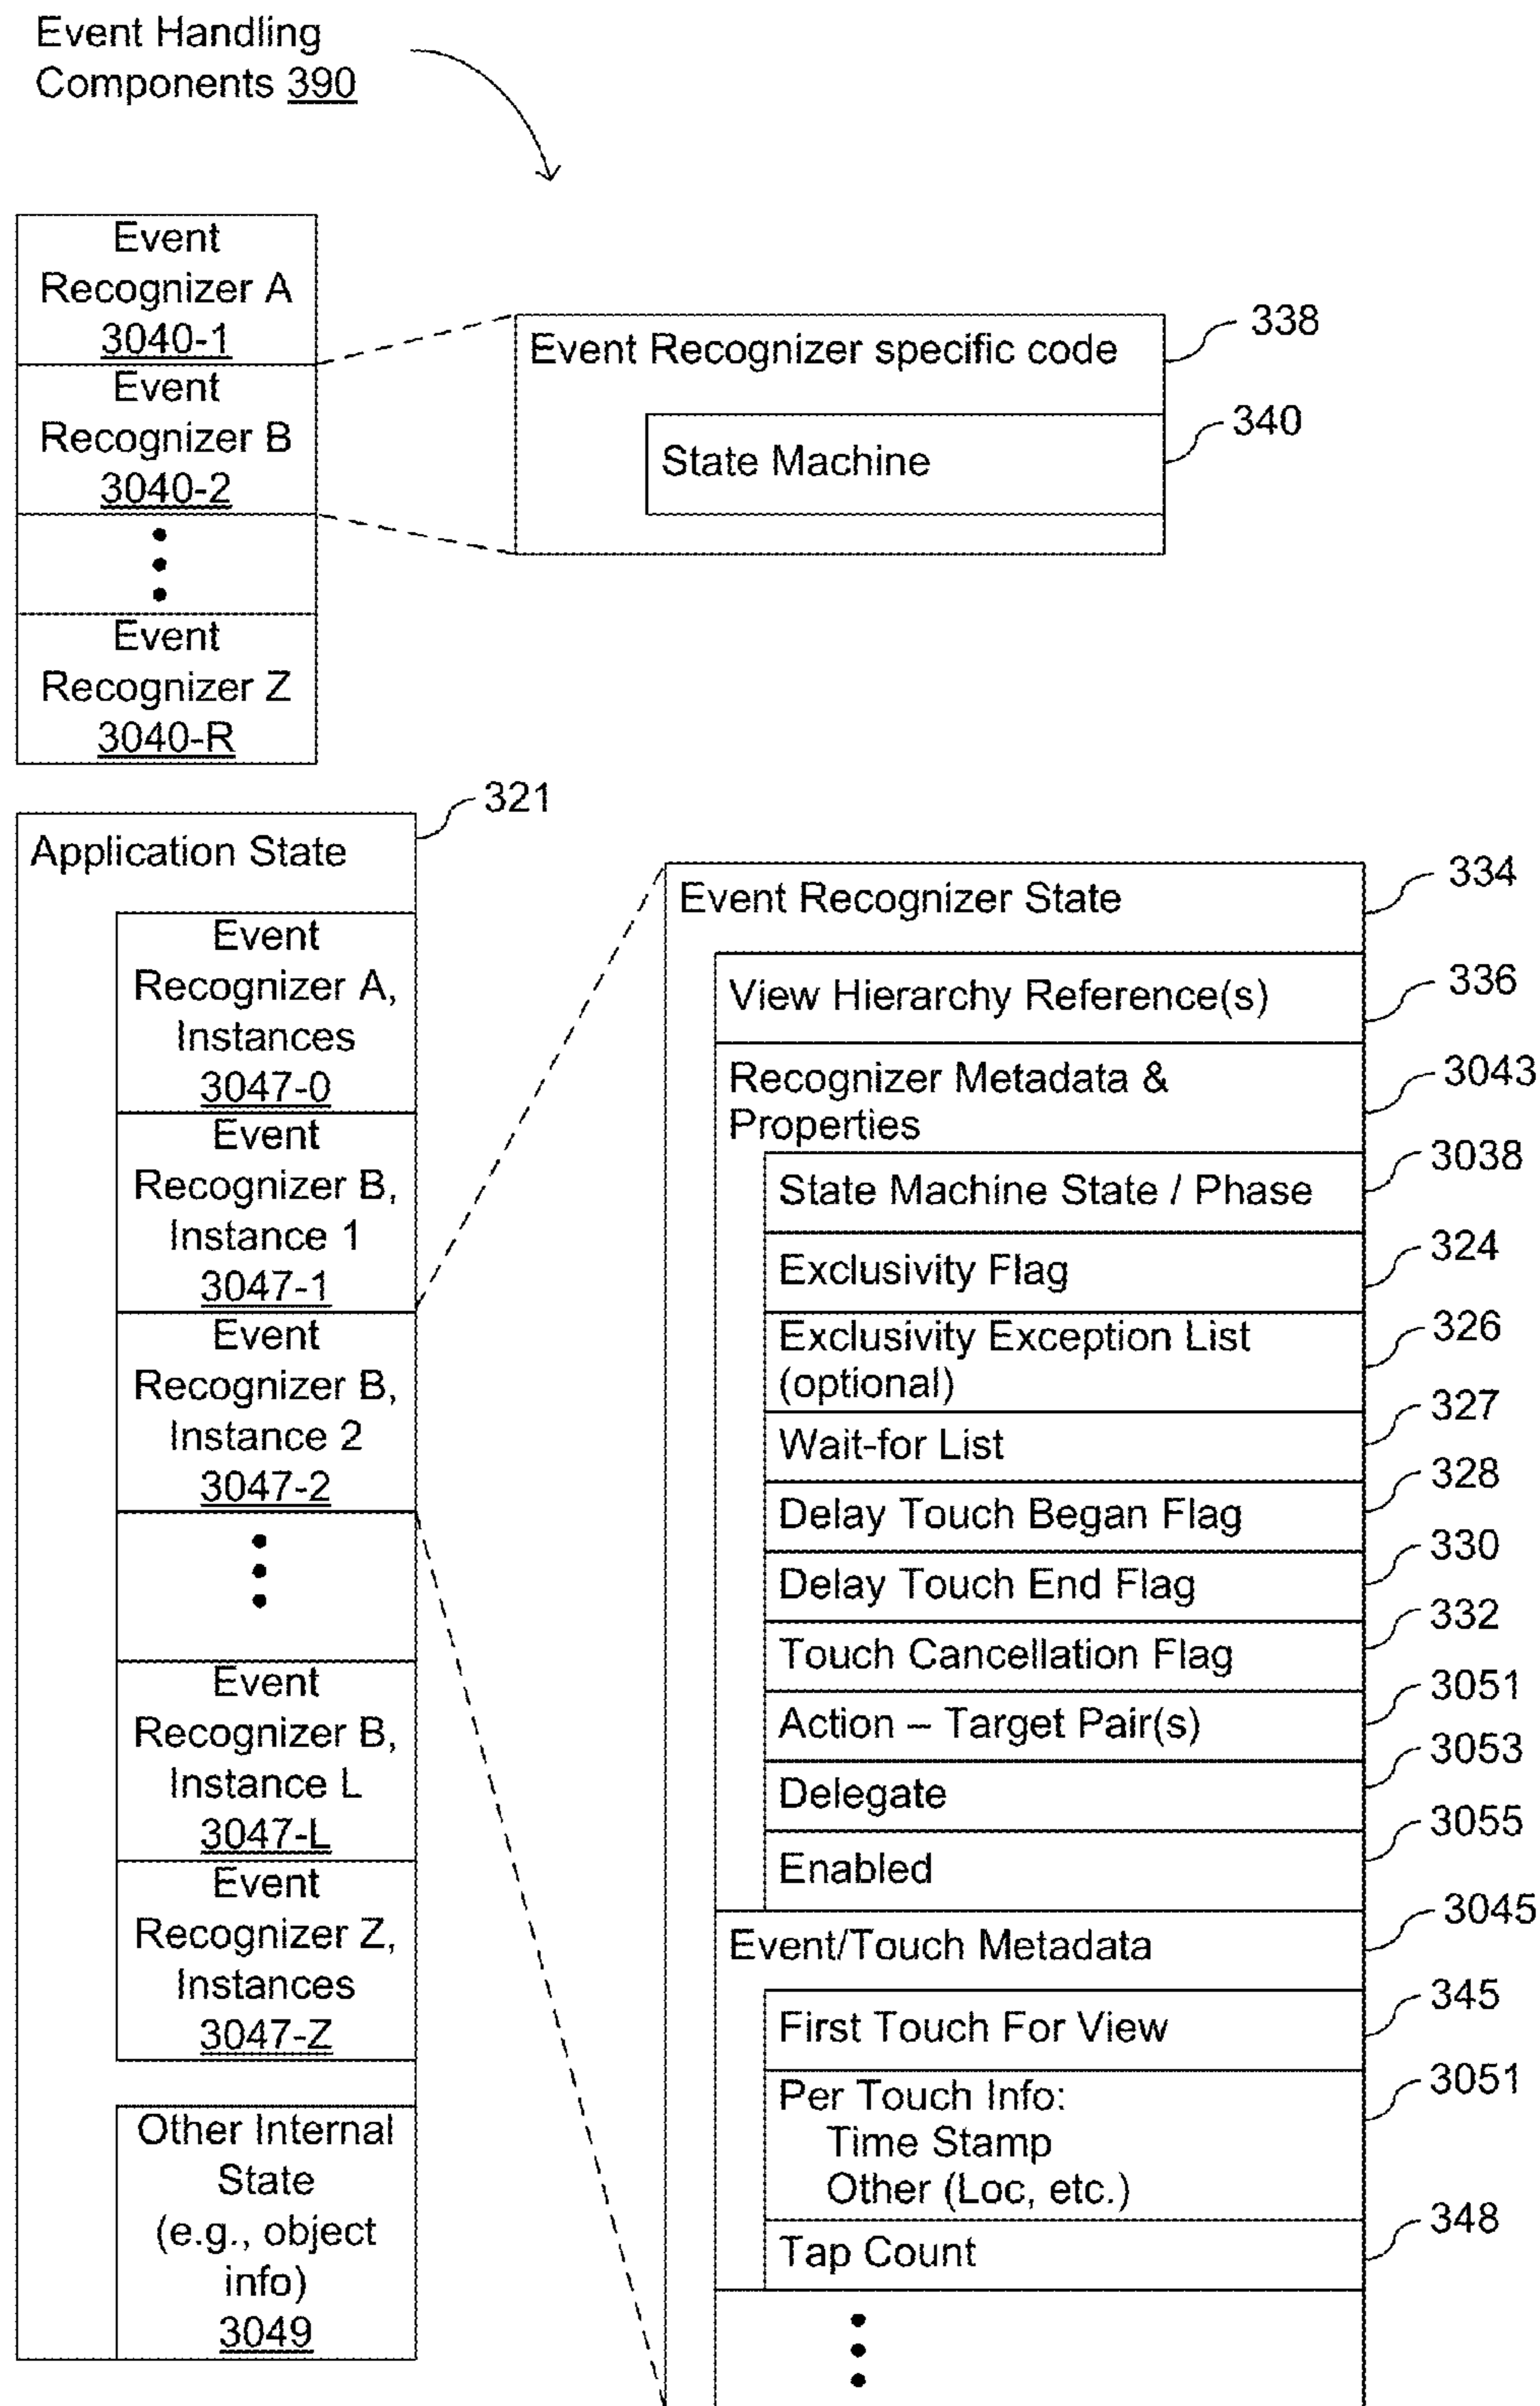 Event Handling
Components 390
Event
Recognizer A
3040-1
Event
Recognizer B
3040-2
Event
Recognizer Z
3040-R
Event Recognizer specific code
338
State Machine
340
Application State
321
Event
Recognizer A,
Instances
3047-0
Event
Recognizer B,
Instance 1
3047-1
Event
Recognizer B,
Instance 2
3047-2
Event
Recognizer B,
Instance L
3047-L
Event
Recognizer Z,
Instances
3047-Z
Other Internal
State
(e.g., object
info)
3049
Event Recognizer State
334
View Hierarchy Reference(s)
336
Recognizer Metadata &
Properties
3043
State Machine State / Phase
3038
Exclusivity Flag
324
Exclusivity Exception List
(optional)
326
Wait-for List
327
Delay Touch Began Flag
328
Delay Touch End Flag
330
Touch Cancellation Flag
332
Action – Target Pair(s)
3051
Delegate
3053
Enabled
3055
Event/Touch Metadata
3045
First Touch For View
345
Per Touch Info:
Time Stamp
Other (Loc, etc.)
3051
Tap Count
348